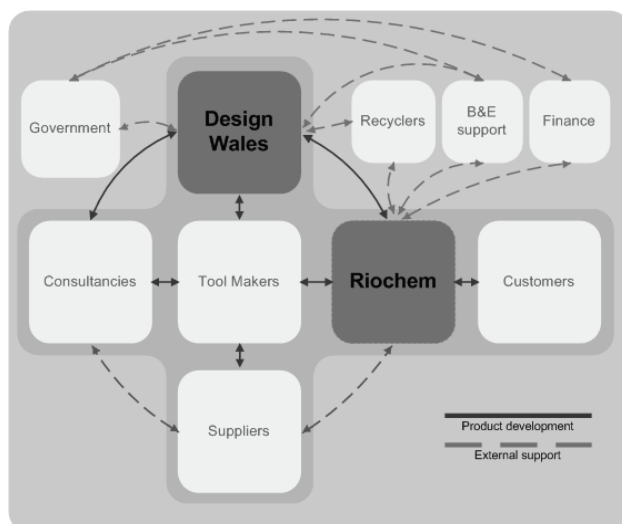 Design
Wales
Government
Recyclers
B&E
support
Finance
Consultancies
Tool Makers
Riochem
Customers
Suppliers
Product development
External support